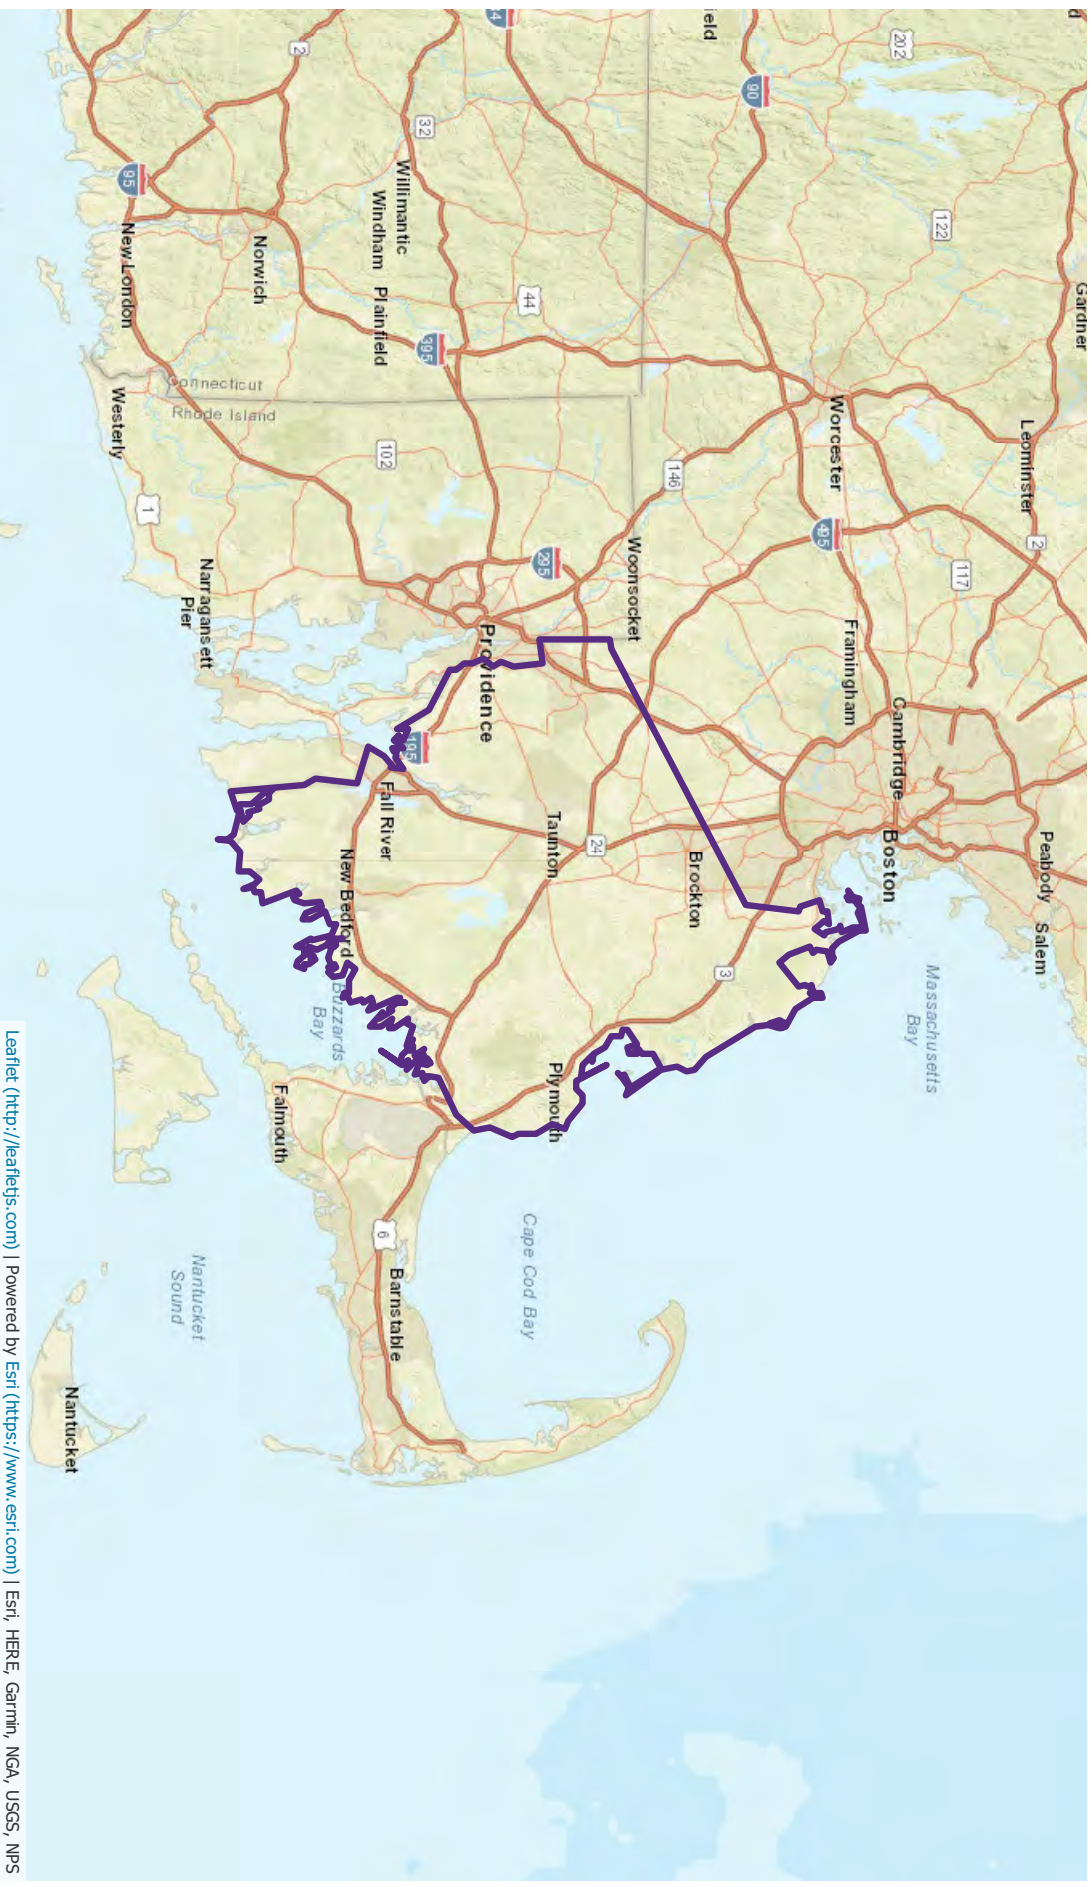 Gardner
Peabody
Salem
2
Leominster
117
122
Massachusetts
Bay
202
Cambridge
Boston
Framingham
Worcester
495
90
3
ield
Brockton
146
Woonsocket
24
Plymouth
Taunton
295
44
Cape Cod Bay
4
Providence
395
32
195
Willimantic
Barnstable
Fall River
102
6
Plainfield
Windham
New Bedford
Buzzards
Bay
2
Falmouth
Norwich
Connecticut
Rhode Island
Narragansett
Pier
Nantucket
Sound
1
95
New London
Westerly
Nantucket
Leaflet (http://leafletjs.com) | Powered by Esri (https://www.esri.com) | Esri, HERE, Garmin, NGA, USGS, NPS